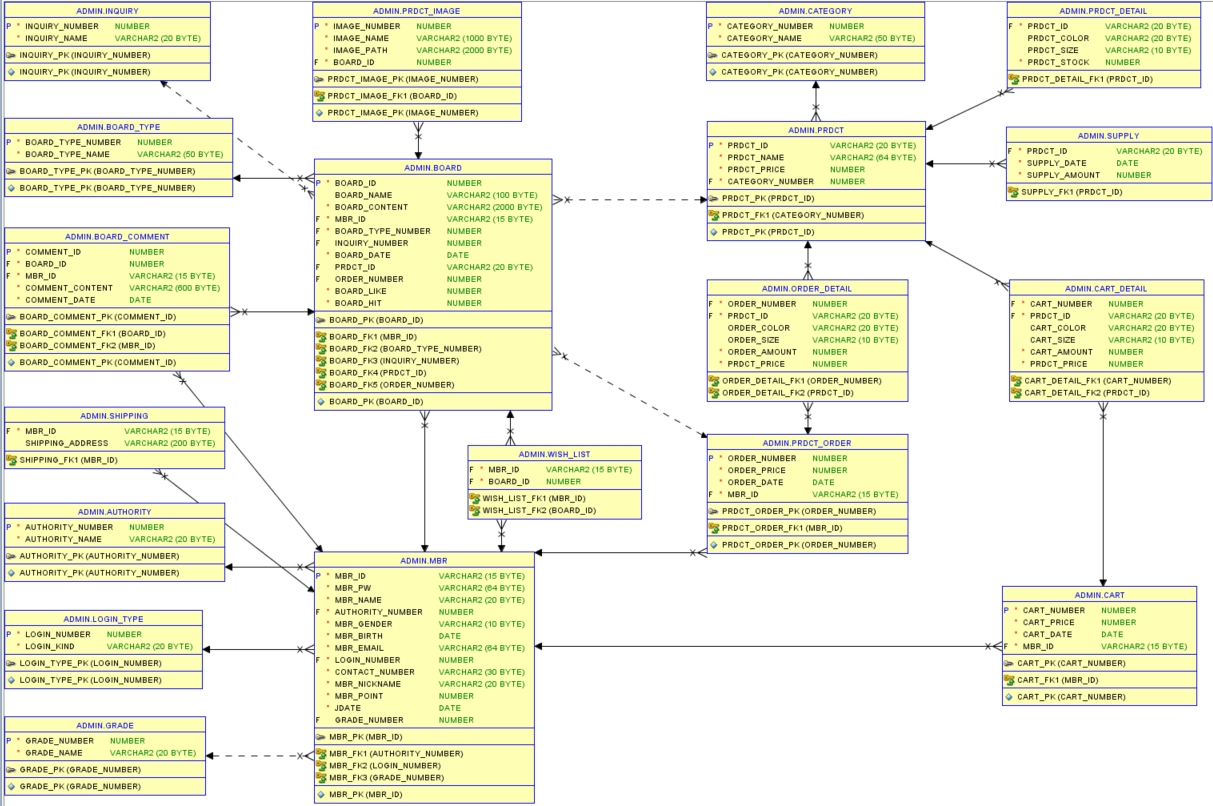 ADMIN.INQUIRY
P * INQUIRY_NUMBER NUMBER
* INQUIRY_NAME VARCHAR2 (20 BYTE)
INQUIRY_PK (INQUIRY_NUMBER)
INQUIRY_PK (INQUIRY_NUMBER)
ADMIN.PRDCT_IMAGE
P * IMAGE_NUMBER NUMBER
* IMAGE_NAME VARCHAR2 (1000 BYTE)
* IMAGE_PATH VARCHAR2 (2000 BYTE)
F * BOARD_ID NUMBER
PRDCT_IMAGE_PK (IMAGE_NUMBER)
PRDCT_IMAGE_FK1 (BOARD_ID)
PRDCT_IMAGE_PK (IMAGE_NUMBER)
ADMIN.CATEGORY
P * CATEGORY_NUMBER NUMBER
* CATEGORY_NAME VARCHAR2 (50 BYTE)
CATEGORY_PK (CATEGORY_NUMBER)
CATEGORY_PK (CATEGORY_NUMBER)
ADMIN.PRDCT_DETAIL
F * PRDCT_ID VARCHAR2 (20 BYTE)
PRDCT_COLOR VARCHAR2 (20 BYTE)
PRDCT_SIZE VARCHAR2 (10 BYTE)
* PRDCT_STOCK NUMBER
PRDCT_DETAIL_FK1 (PRDCT_ID)
ADMIN.BOARD_TYPE
P * BOARD_TYPE_NUMBER NUMBER
* BOARD_TYPE_NAME VARCHAR2 (50 BYTE)
BOARD_TYPE_PK (BOARD_TYPE_NUMBER)
BOARD_TYPE_PK (BOARD_TYPE_NUMBER)
ADMIN.BOARD
P * BOARD_ID NUMBER
BOARD_NAME VARCHAR2 (100 BYTE)
* BOARD_CONTENT VARCHAR2 (2000 BYTE)
F * MBR_ID VARCHAR2 (15 BYTE)
F * BOARD_TYPE_NUMBER NUMBER
F INQUIRY_NUMBER NUMBER
* BOARD_DATE DATE
F PRDCT_ID VARCHAR2 (20 BYTE)
F ORDER_NUMBER NUMBER
* BOARD_LIKE NUMBER
* BOARD_HIT NUMBER
BOARD_PK (BOARD_ID)
BOARD_FK1 (MBR_ID)
BOARD_FK2 (BOARD_TYPE_NUMBER)
BOARD_FK3 (INQUIRY_NUMBER)
BOARD_FK4 (PRDCT_ID)
BOARD_FK5 (ORDER_NUMBER)
BOARD_PK (BOARD_ID)
ADMIN.PRDCT
P * PRDCT_ID VARCHAR2 (20 BYTE)
* PRDCT_NAME VARCHAR2 (64 BYTE)
* PRDCT_PRICE NUMBER
F * CATEGORY_NUMBER NUMBER
PRDCT_PK (PRDCT_ID)
PRDCT_FK1 (CATEGORY_NUMBER)
PRDCT_PK (PRDCT_ID)
ADMIN.SUPPLY
F * PRDCT_ID VARCHAR2 (20 BYTE)
* SUPPLY_DATE DATE
* SUPPLY_AMOUNT NUMBER
SUPPLY_FK1 (PRDCT_ID)
ADMIN.BOARD_COMMENT
P * COMMENT_ID NUMBER
F * BOARD_ID NUMBER
F * MBR_ID VARCHAR2 (15 BYTE)
* COMMENT_CONTENT VARCHAR2 (600 BYTE)
* COMMENT_DATE DATE
BOARD_COMMENT_PK (COMMENT_ID)
BOARD_COMMENT_FK1 (BOARD_ID)
BOARD_COMMENT_FK2 (MBR_ID)
BOARD_COMMENT_PK (COMMENT_ID)
ADMIN.ORDER_DETAIL
F * ORDER_NUMBER NUMBER
F * PRDCT_ID VARCHAR2 (20 BYTE)
ORDER_COLOR VARCHAR2 (20 BYTE)
ORDER_SIZE VARCHAR2 (10 BYTE)
* ORDER_AMOUNT NUMBER
* PRDCT_PRICE NUMBER
ORDER_DETAIL_FK1 (ORDER_NUMBER)
ORDER_DETAIL_FK2 (PRDCT_ID)
ADMIN.CART_DETAIL
F * CART_NUMBER NUMBER
F * PRDCT_ID VARCHAR2 (20 BYTE)
CART_COLOR VARCHAR2 (20 BYTE)
CART_SIZE VARCHAR2 (10 BYTE)
* CART_AMOUNT NUMBER
* PRDCT_PRICE NUMBER
CART_DETAIL_FK1 (CART_NUMBER)
CART_DETAIL_FK2 (PRDCT_ID)
ADMIN.SHIPPING
F * MBR_ID VARCHAR2 (15 BYTE)
SHIPPING_ADDRESS VARCHAR2 (200 BYTE)
SHIPPING_FK1 (MBR_ID)
ADMIN.WISH_LIST
F * MBR_ID VARCHAR2 (15 BYTE)
F * BOARD_ID NUMBER
WISH_LIST_FK1 (MBR_ID)
WISH_LIST_FK2 (BOARD_ID)
ADMIN.PRDCT_ORDER
P * ORDER_NUMBER NUMBER
* ORDER_PRICE NUMBER
* ORDER_DATE DATE
F * MBR_ID VARCHAR2 (15 BYTE)
PRDCT_ORDER_PK (ORDER_NUMBER)
PRDCT_ORDER_FK1 (MBR_ID)
PRDCT_ORDER_PK (ORDER_NUMBER)
ADMIN.AUTHORITY
P * AUTHORITY_NUMBER NUMBER
* AUTHORITY_NAME VARCHAR2 (20 BYTE)
AUTHORITY_PK (AUTHORITY_NUMBER)
AUTHORITY_PK (AUTHORITY_NUMBER)
ADMIN.MBR
P * MBR_ID VARCHAR2 (15 BYTE)
* MBR_PW VARCHAR2 (64 BYTE)
* MBR_NAME VARCHAR2 (20 BYTE)
F * AUTHORITY_NUMBER NUMBER
* MBR_GENDER VARCHAR2 (10 BYTE)
* MBR_BIRTH DATE
* MBR_EMAIL VARCHAR2 (64 BYTE)
F * LOGIN_NUMBER NUMBER
* CONTACT_NUMBER VARCHAR2 (30 BYTE)
* MBR_NICKNAME VARCHAR2 (20 BYTE)
* MBR_POINT NUMBER
* JDATE DATE
F GRADE_NUMBER NUMBER
MBR_PK (MBR_ID)
MBR_FK1 (AUTHORITY_NUMBER)
MBR_FK2 (LOGIN_NUMBER)
MBR_FK3 (GRADE_NUMBER)
MBR_PK (MBR_ID)
ADMIN.CART
P * CART_NUMBER NUMBER
* CART_PRICE NUMBER
* CART_DATE DATE
F * MBR_ID VARCHAR2 (15 BYTE)
CART_PK (CART_NUMBER)
CART_FK1 (MBR_ID)
CART_PK (CART_NUMBER)
ADMIN.LOGIN_TYPE
P * LOGIN_NUMBER NUMBER
* LOGIN_KIND VARCHAR2 (20 BYTE)
LOGIN_TYPE_PK (LOGIN_NUMBER)
LOGIN_TYPE_PK (LOGIN_NUMBER)
ADMIN.GRADE
P * GRADE_NUMBER NUMBER
* GRADE_NAME VARCHAR2 (20 BYTE)
GRADE_PK (GRADE_NUMBER)
GRADE_PK (GRADE_NUMBER)